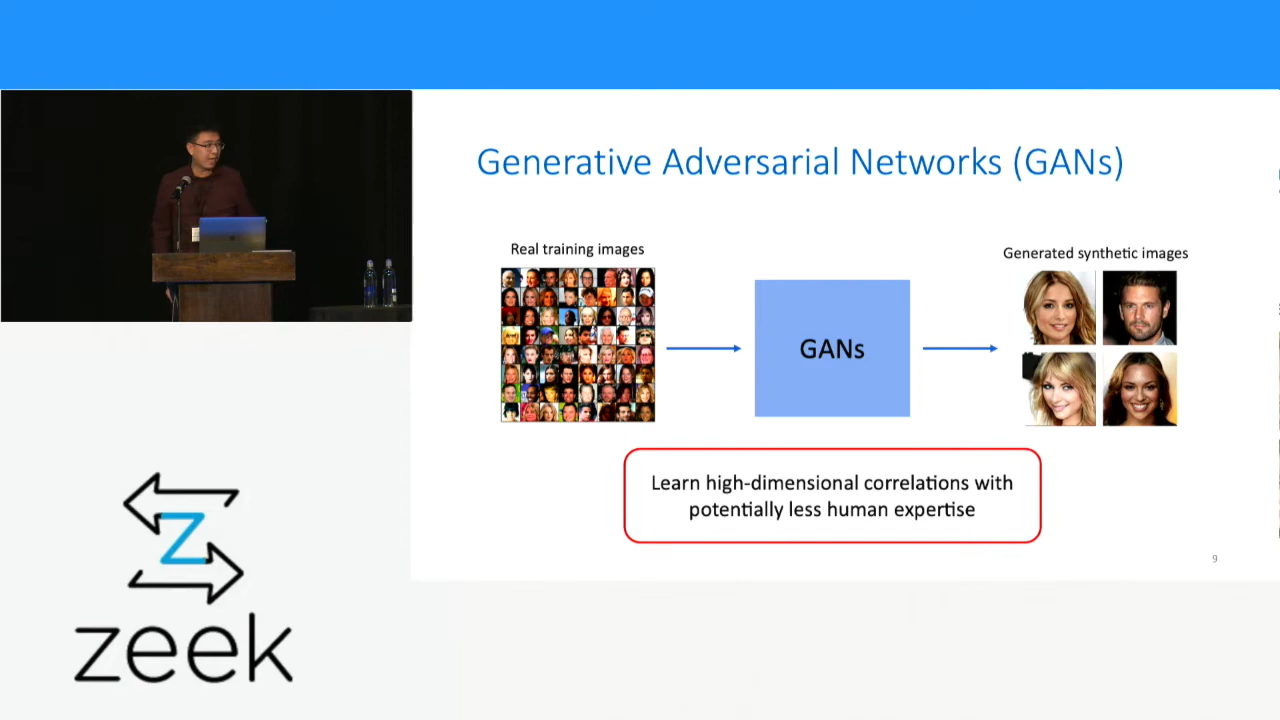 Generative Adversarial Networks (GANs)
Real training images
Generated synthetic images
GANs
Learn high-dimensional correlations with
potentially less human expertise
9
Z
zeek